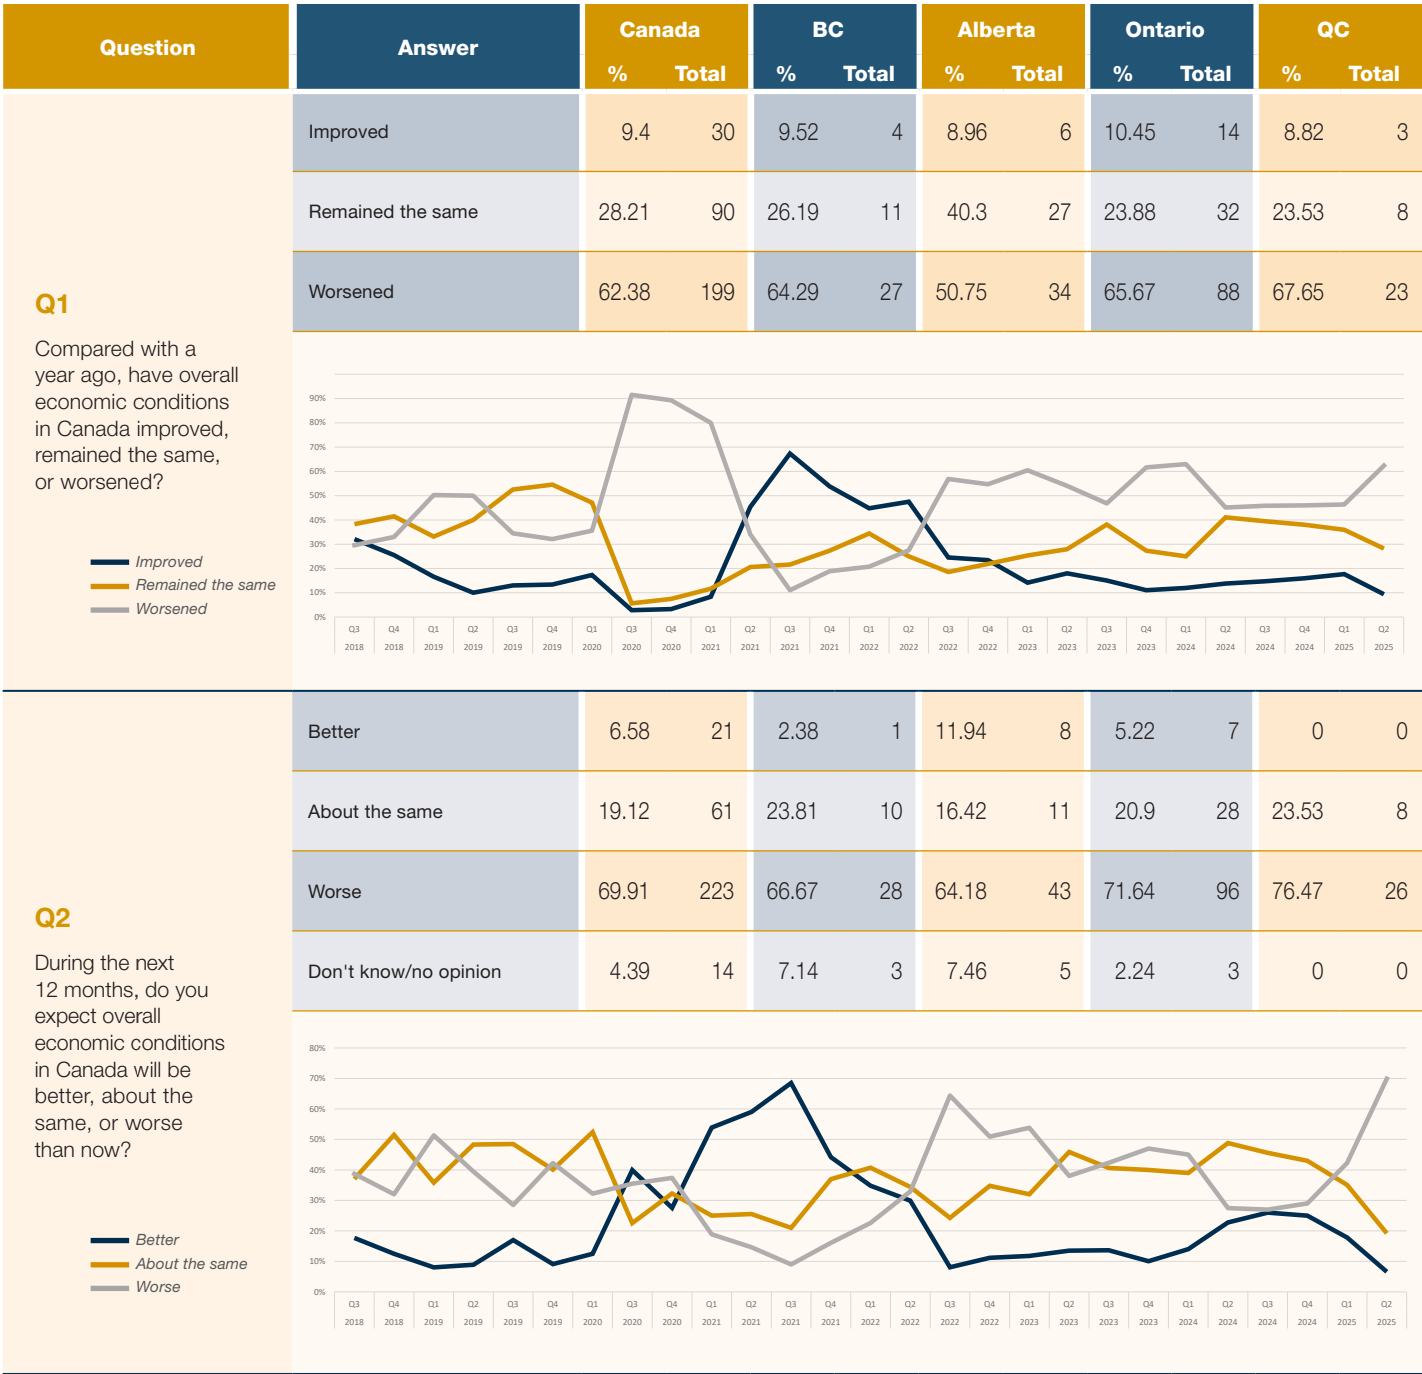 Question Answer Canada BC Alberta Ontario QC
% Total % Total % Total % Total % Total
Improved 9.4 30 9.52 4 8.96 6 10.45 14 8.82 3
Remained the same 28.21 90 26.19 11 40.3 27 23.88 32 23.53 8
Worsened 62.38 199 64.29 27 50.75 34 65.67 88 67.65 23
Q1
Compared with a
year ago, have overall
economic conditions
in Canada improved,
remained the same,
or worsened?
Improved
Remained the same
Worsened
90%
80%
70%
60%
50%
40%
30%
20%
10%
0%
Q3 Q4 Q1 Q2 Q3 Q4 Q1 Q3 Q4 Q1 Q2 Q3 Q4 Q1 Q2 Q3 Q4 Q1 Q2 Q3 Q4 Q1 Q2 Q3 Q4 Q1 Q2
2018 2018 2019 2019 2019 2019 2020 2020 2020 2021 2021 2021 2021 2022 2022 2022 2022 2023 2023 2023 2023 2024 2024 2024 2024 2025 2025
Better 6.58 21 2.38 1 11.94 8 5.22 7 0 0
About the same 19.12 61 23.81 10 16.42 11 20.9 28 23.53 8
Worse 69.91 223 66.67 28 64.18 43 71.64 96 76.47 26
Don't know/no opinion 4.39 14 7.14 3 7.46 5 2.24 3 0 0
Q2
During the next
12 months, do you
expect overall
economic conditions
in Canada will be
better, about the
same, or worse
than now?
Better
About the same
Worse
80%
70%
60%
50%
40%
30%
20%
10%
0%
Q3 Q4 Q1 Q2 Q3 Q4 Q1 Q3 Q4 Q1 Q2 Q3 Q4 Q1 Q2 Q3 Q4 Q1 Q2 Q3 Q4 Q1 Q2 Q3 Q4 Q1 Q2
2018 2018 2019 2019 2019 2019 2020 2020 2020 2021 2021 2021 2021 2022 2022 2022 2022 2023 2023 2023 2023 2024 2024 2024 2024 2025 2025